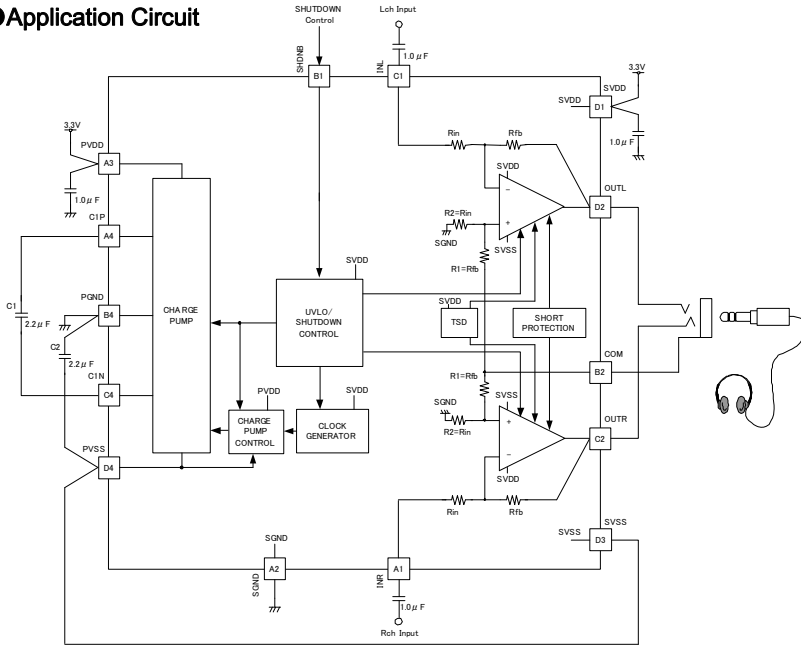 ●Application Circuit
SHUTDOWN
Control
Lch Input
1.0μF
SHDNB
B1
INL
C1
3.3V
SVDD
SVDD
D1
1.0μF
3.3V
PVDD
A3
1.0μF
Rin
Rfb
SVDD
−
+
SVSS
OUTL
D2
R2=Rin
SGND
R1=Rfb
C1P
A4
C1
2.2μF
PGND
B4
C2
2.2μF
C1N
C4
CHARGE
PUMP
SVDD
UVLO/
SHUTDOWN
CONTROL
SVDD
TSD
SHORT
PROTECTION
COM
B2
R1=Rfb
SGND
R2=Rin
SVSS
+
−
SVDD
OUTR
C2
PVDD
CHARGE
PUMP
CONTROL
SVDD
CLOCK
GENERATOR
PVSS
D4
Rin
Rfb
SVSS
SVSS
D3
SGND
A2
SGND
INR
A1
1.0μF
Rch Input